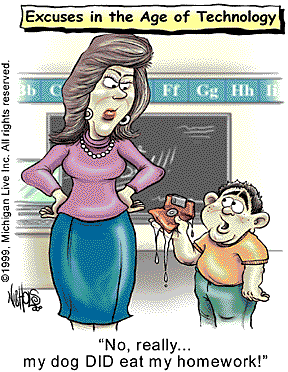 Excuses in the Age of Technology
Bb C Ff Gg Hh Ii
©1999. Michigan Live Inc. All rights reserved.
"No, really...
my dog DID eat my homework!"